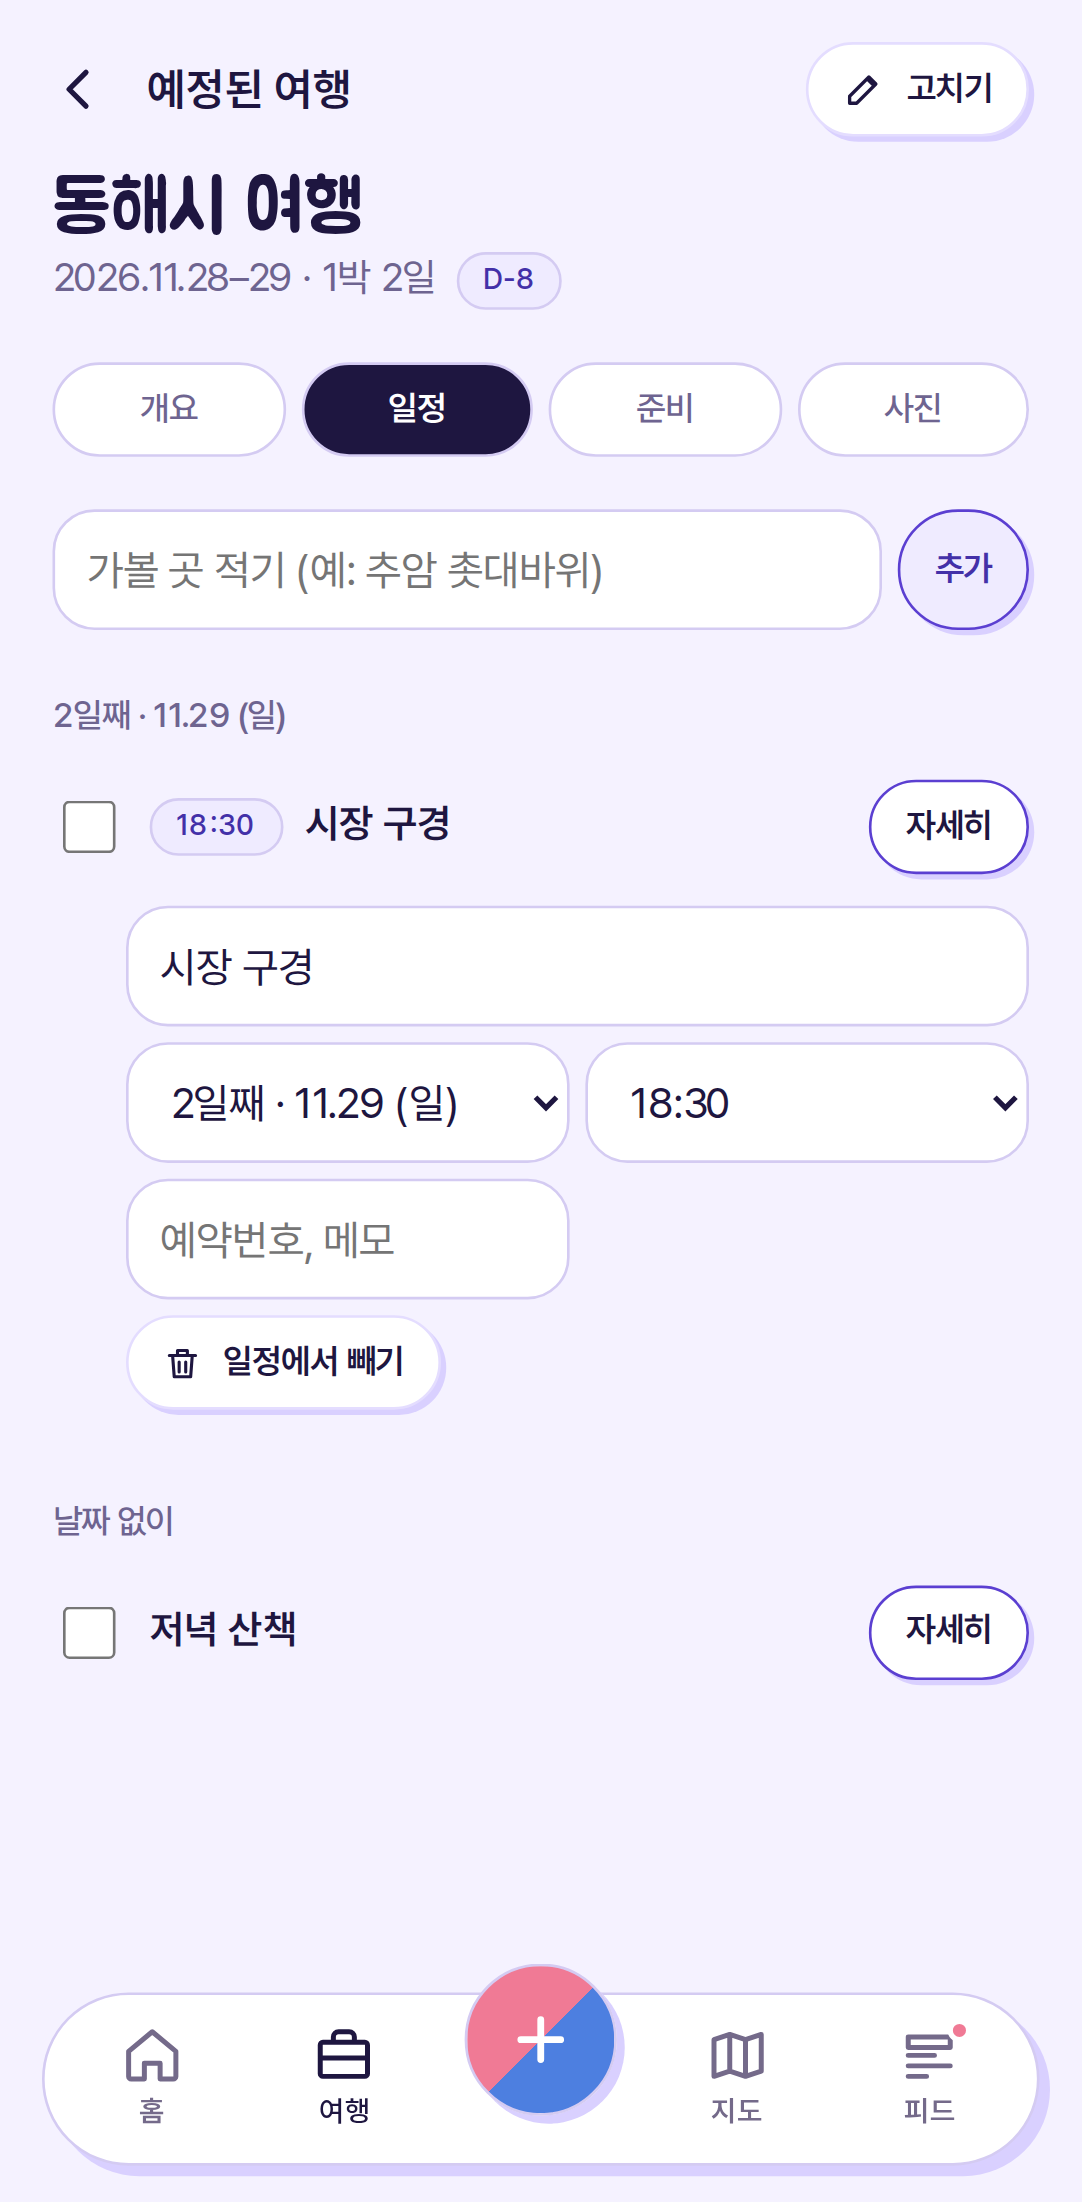 예정된 여행
고치기
동해시 여행
2026.11.28–29 · 1박 2일 D-8
개요 일정 준비 사진
가볼 곳 적기 (예: 추암 촛대바위) 추가
2일째 · 11.29 (일)
18:30 시장 구경 자세히
시장 구경
2일째 · 11.29 (일) 18:30
예약번호, 메모
일정에서 빼기
날짜 없이
저녁 산책 자세히
홈 여행 지도 피드